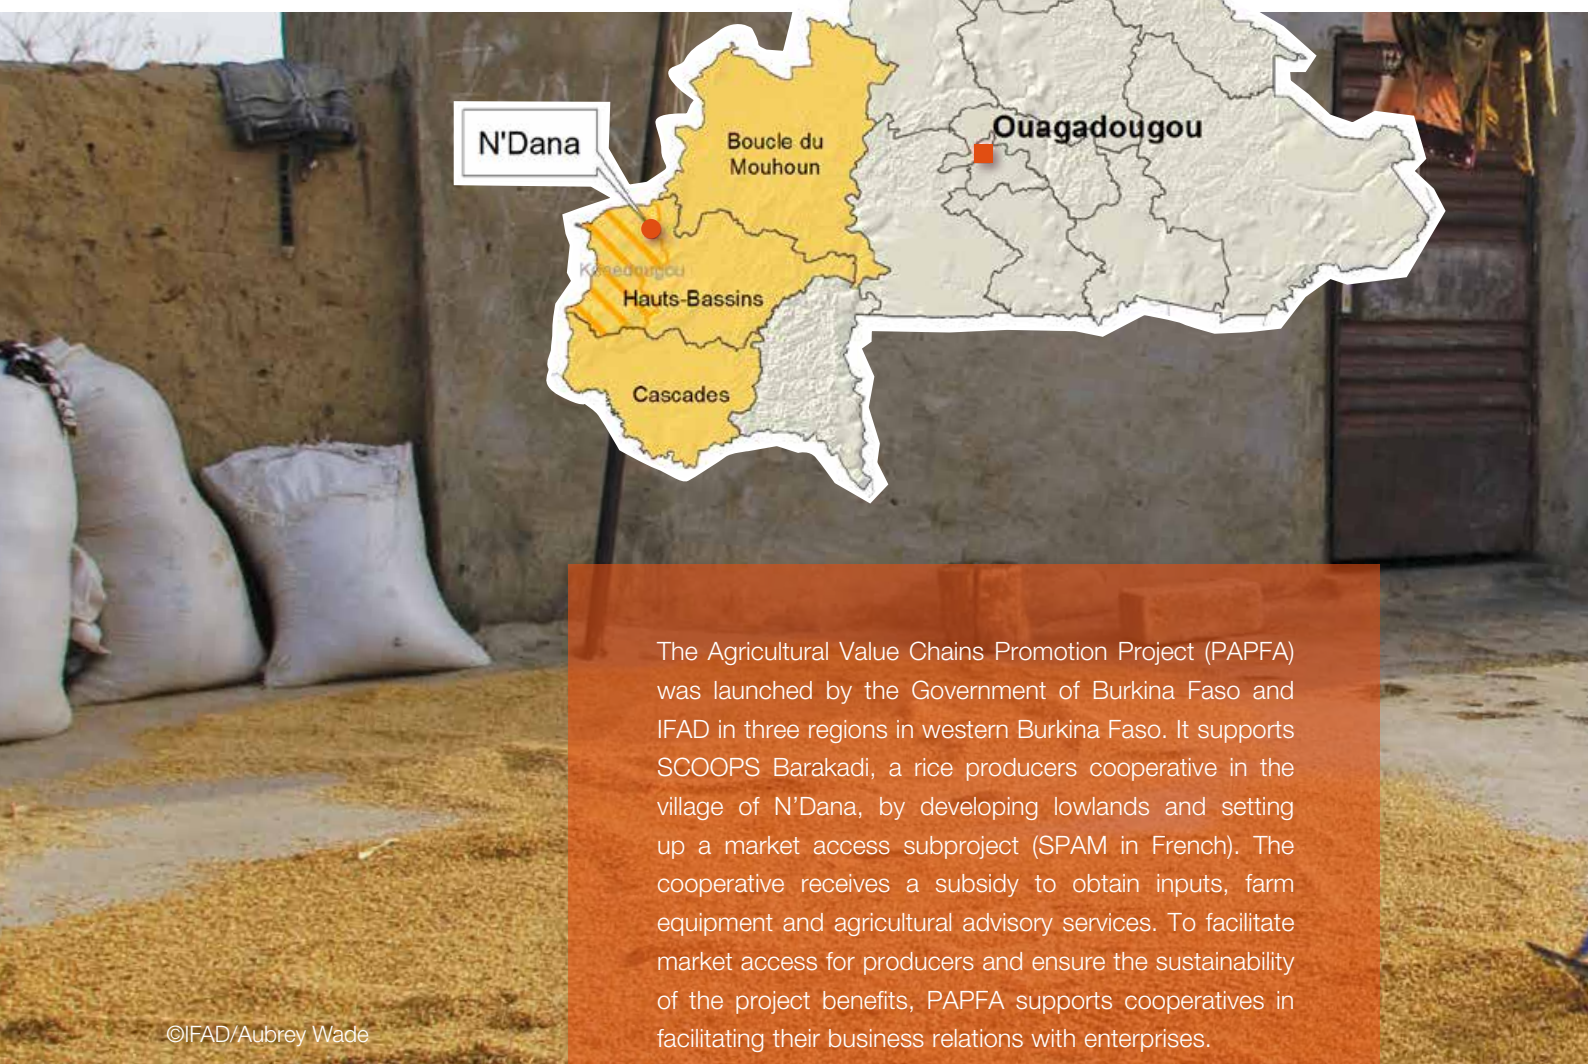 Ouagadougou
N'Dana
Boucle du
Mouhoun
Kénédougou
Hauts-Bassins
Cascades
The Agricultural Value Chains Promotion Project (PAPFA)
was launched by the Government of Burkina Faso and
IFAD in three regions in western Burkina Faso. It supports
SCOOPS Barakadi, a rice producers cooperative in the
village of N’Dana, by developing lowlands and setting
up a market access subproject (SPAM in French). The
cooperative receives a subsidy to obtain inputs, farm
equipment and agricultural advisory services. To facilitate
market access for producers and ensure the sustainability
of the project benefits, PAPFA supports cooperatives in
facilitating their business relations with enterprises.
©IFAD/Aubrey Wade